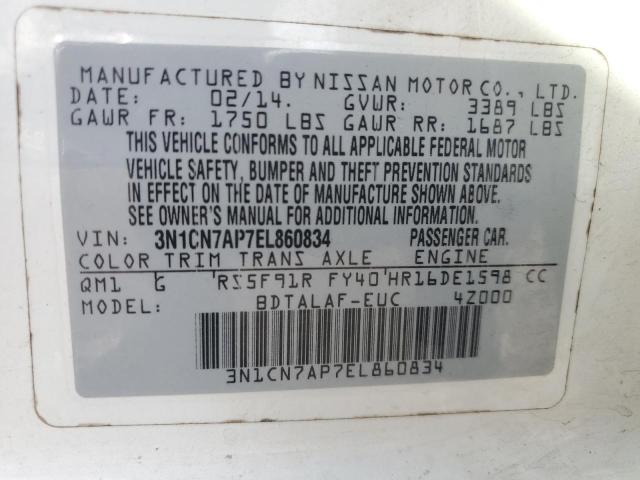 MANUFACTURED BY NISSAN MOTOR CO., LTD.
DATE: 02/14. GVWR: 3389 LBS
GAWR FR: 1750 LBS GAWR RR: 1687 LBS
THIS VEHICLE CONFORMS TO ALL APPLICABLE FEDERAL MOTOR
VEHICLE SAFETY, BUMPER AND THEFT PREVENTION STANDARDS
IN EFFECT ON THE DATE OF MANUFACTURE SHOWN ABOVE.
SEE OWNER'S MANUAL FOR ADDITIONAL INFORMATION.
VIN: 3N1CN7AP7EL860834 PASSENGER CAR.
COLOR TRIM TRANS AXLE ENGINE
QM1 G 'RS5F91R FY40'HR16DE1598 CC
MODEL: BDTALAF-EUC 4Z000
3N1CN7AP7EL860834